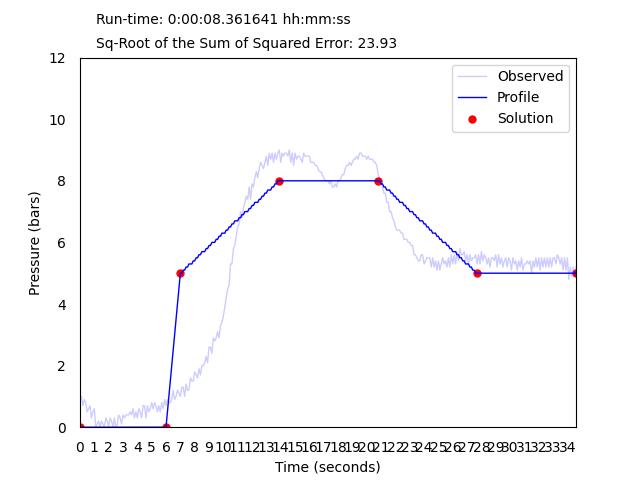 Run-time: 0:00:08.361641 hh:mm:ss
Sq-Root of the Sum of Squared Error: 23.93
12
10
8
6
4
2
0
Pressure (bars)
Observed
Profile
Solution
0 1 2 3 4 5 6 7 8 9 10 11 12 13 14 15 16 17 18 19 20 21 22 23 24 25 26 27 28 29 30 31 32 33 34
Time (seconds)